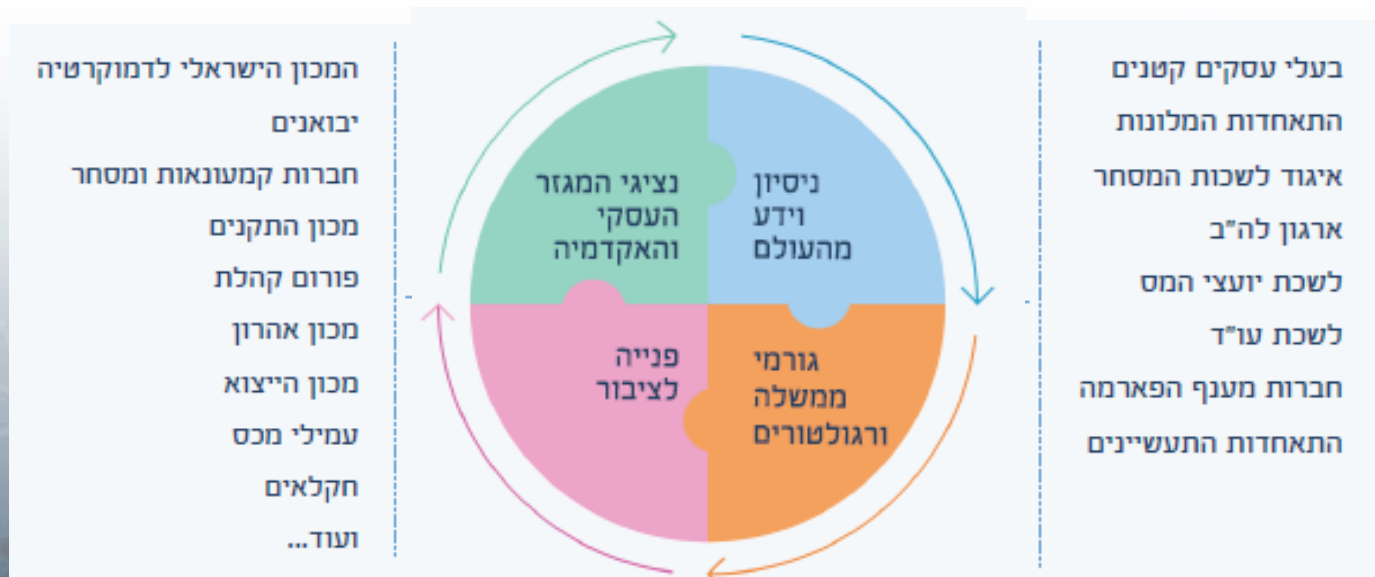 בעלי עסקים קטנים
התאחדות המלונות
איגוד לשכות המסחר
ארגון לה"ב
לשכת יועצי המס
לשכת עו"ד
חברות מענף הפארמה
התאחדות התעשיינים
ניסיון
וידע
מהעולם
נציגי המגזר
העסקי
והאקדמיה
גורמי
ממשלה
ורגולטורים
פנייה
לציבור
המכון הישראלי לדמוקרטיה
יבואנים
חברות קמעונאות ומסחר
מכון התקנים
פורום קהלת
מכון אהרון
מכון הייצוא
עמילי מכס
חקלאים
ועוד...